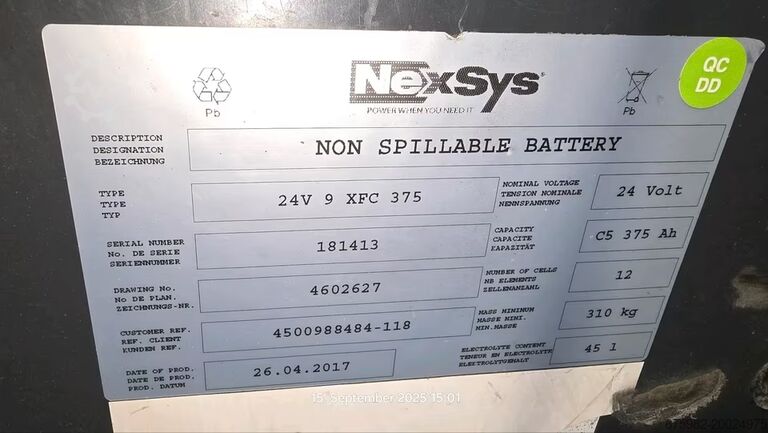 NexSys
POWER WHEN YOU NEED IT
Pb
Pb
QC
DD
DESCRIPTION
DESIGNATION
BEZEICHNUNG
NON SPILLABLE BATTERY
TYPE
TYPE
TYP
24V 9 XFC 375
NOMINAL VOLTAGE
TENSION NOMINALE
NENNSPANNUNG
24 Volt
SERIAL NUMBER
No. DE SERIE
SERIENNUMMER
181413
CAPACITY
CAPACITE
KAPAZITÄT
C5 375 Ah
DRAWING No.
No DE PLAN.
ZEICHNUNGS-NR.
4602627
NUMBER OF CELLS
NB ELEMENTS
ZELLENANZAHL
12
CUSTOMER REF.
REF. CLIENT
KUNDEN REF.
4500988484-118
MASS MINIMUM
MASSE MINI.
MIN.MASSE
310 kg
DATE OF PROD.
DATE DE PROD.
PROD. DATUM
26.04.2017
ELECTROLYTE CONTENT
TENEUR EN ELECTROLYTE
ELEKTROLYTGEHALT
45 l
15. September 2025 15:01